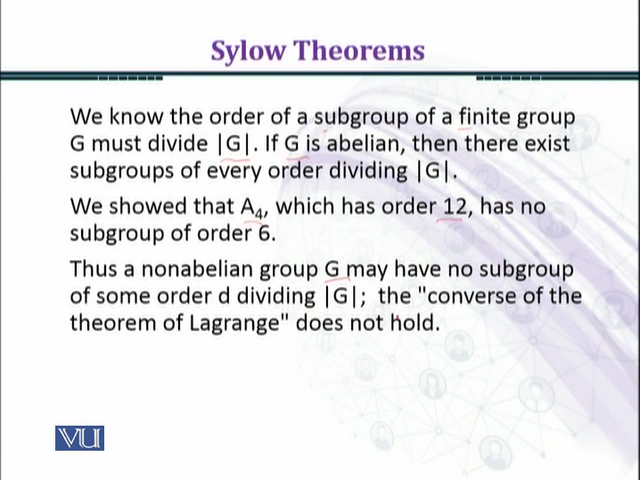 Sylow Theorems
We know the order of a subgroup of a finite group
G must divide |G|. If G is abelian, then there exist
subgroups of every order dividing |G|.
We showed that A₄, which has order 12, has no
subgroup of order 6.
Thus a nonabelian group G may have no subgroup
of some order d dividing |G|; the "converse of the
theorem of Lagrange" does not hold.
VU